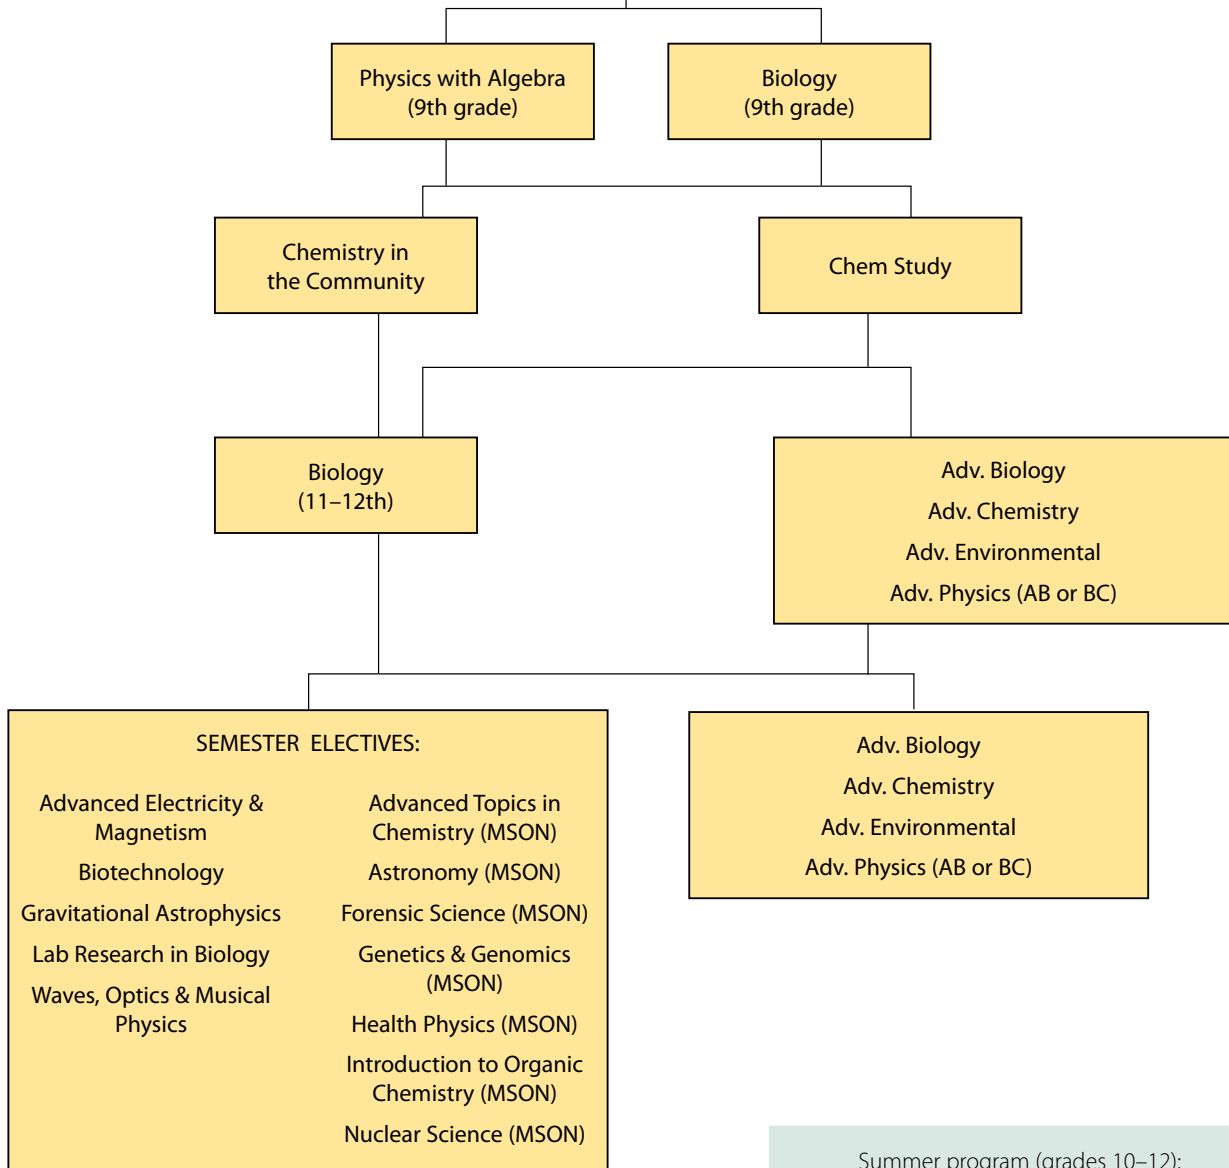 Physics with Algebra
(9th grade)
Biology
(9th grade)
Chemistry in
the Community
Chem Study
Biology
(11–12th)
Adv. Biology
Adv. Chemistry
Adv. Environmental
Adv. Physics (AB or BC)
SEMESTER ELECTIVES:
Advanced Electricity &
Magnetism
Biotechnology
Gravitational Astrophysics
Lab Research in Biology
Waves, Optics & Musical
Physics
Advanced Topics in
Chemistry (MSON)
Astronomy (MSON)
Forensic Science (MSON)
Genetics & Genomics
(MSON)
Health Physics (MSON)
Introduction to Organic
Chemistry (MSON)
Nuclear Science (MSON)
Adv. Biology
Adv. Chemistry
Adv. Environmental
Adv. Physics (AB or BC)
Summer program (grades 10–12):